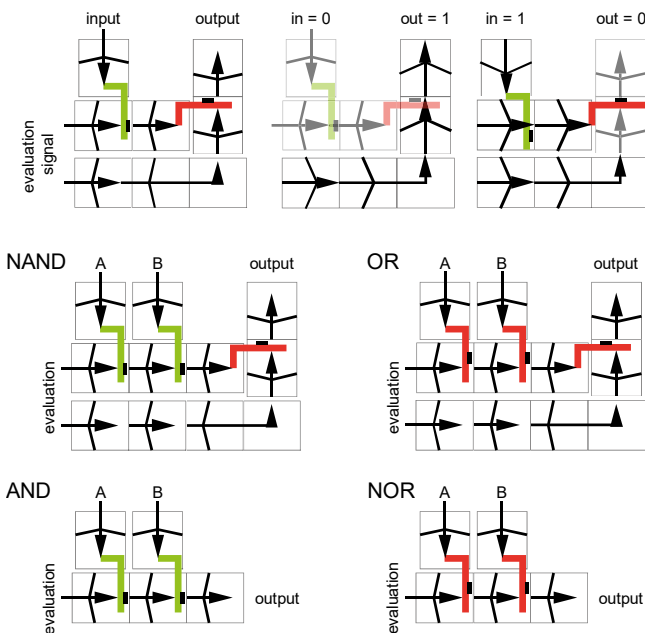 input
output
in = 0
out = 1
in = 1
out = 0
evaluation
signal
NAND
A
B
output
OR
A
B
output
evaluation
evaluation
AND
A
B
NOR
A
B
evaluation
output
evaluation
output